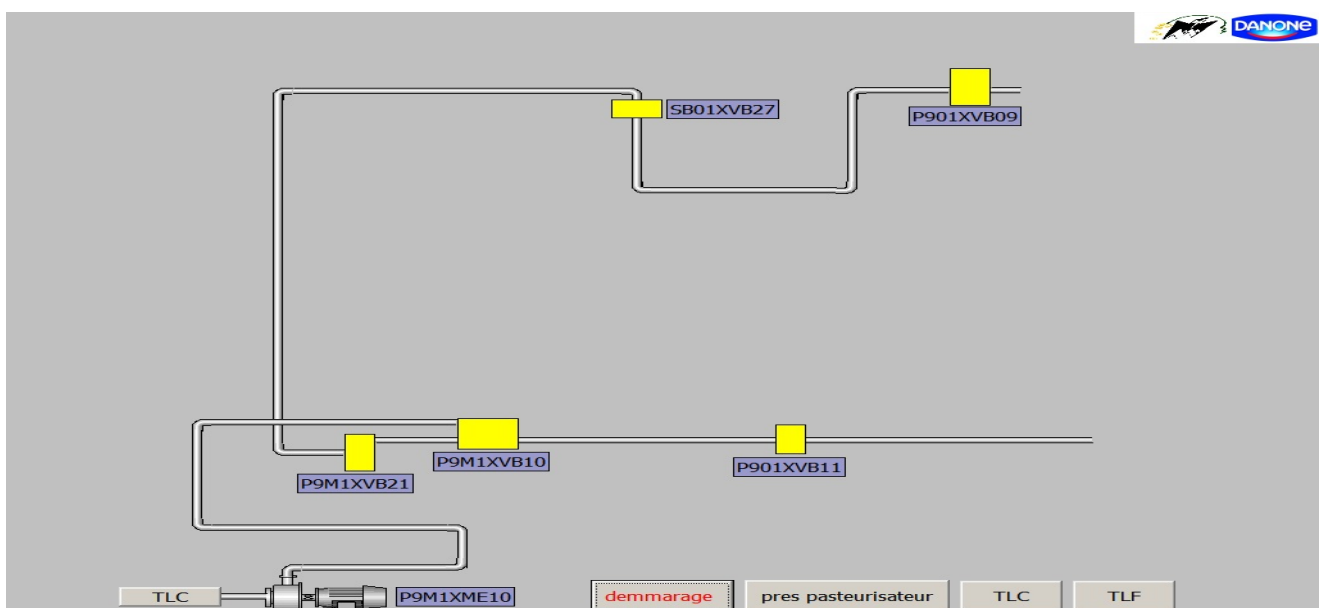 DANONE
SB01XVB27
P901XVB09
P9M1XVB10
P901XVB11
P9M1XVB21
TLC
P9M1XME10
demmarage
pres pasteurisateur
TLC
TLF